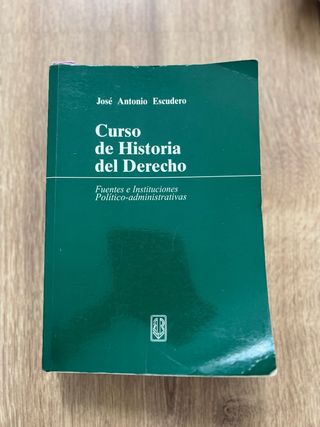 José Antonio Escudero
Curso
de Historia
del Derecho
Fuentes e Instituciones
Político-administrativas